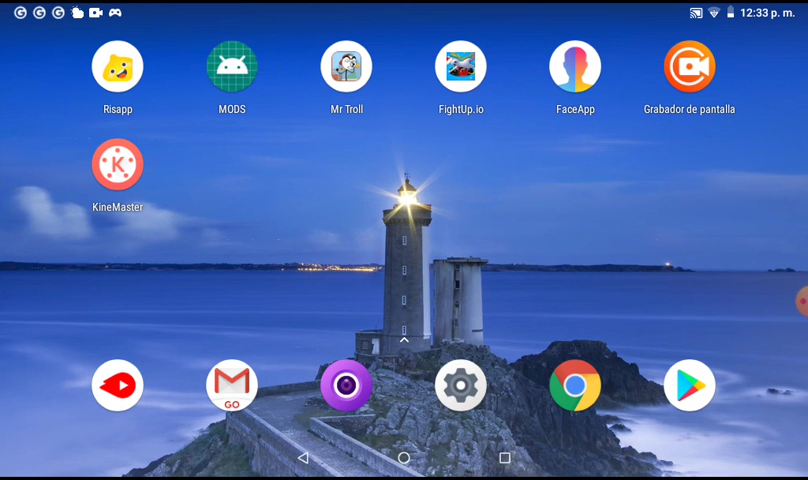 12:33 p. m.
Risapp
MODS
Mr Troll
FightUp.io
FaceApp
Grabador de pantalla
K
KineMaster
GO